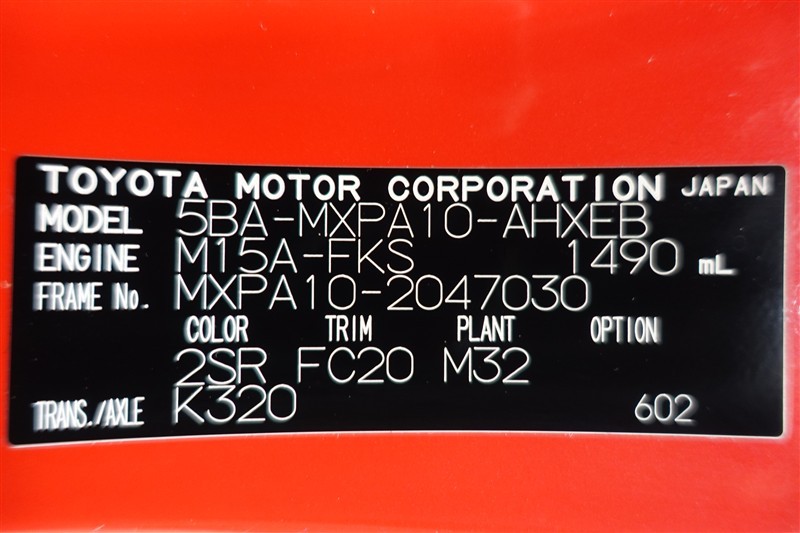 TOYOTA MOTOR CORPORATION JAPAN
MODEL 5BA-MXPA10-AHXEB
ENGINE M15A-FKS 1490 mL
FRAME No. MXPA10-2047030
COLOR TRIM PLANT OPTION
2SR FC20 M32
TRANS./AXLE K320 602